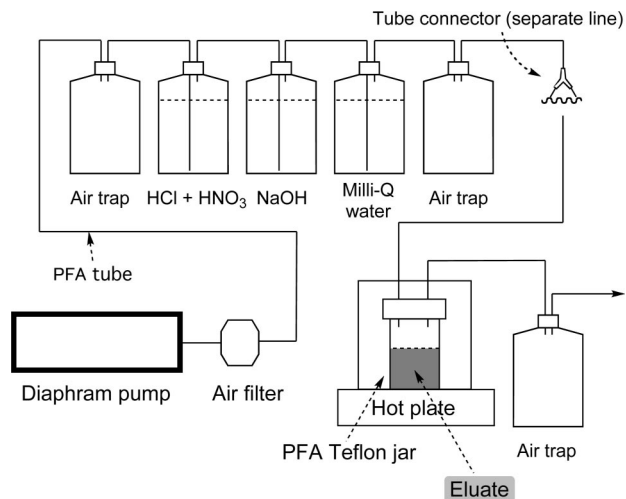 Tube connector (separate line)
Air trap
HCl + HNO₃
NaOH
Milli-Q
water
Air trap
PFA tube
Diaphram pump
Air filter
Hot plate
PFA Teflon jar
Air trap
Eluate